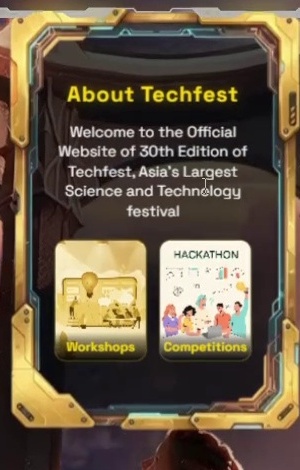 About Techfest
Welcome to the Official
Website of 30th Edition of
Techfest, Asia's Largest
Science and Technology
festival
HACKATHON
Workshops
Competitions